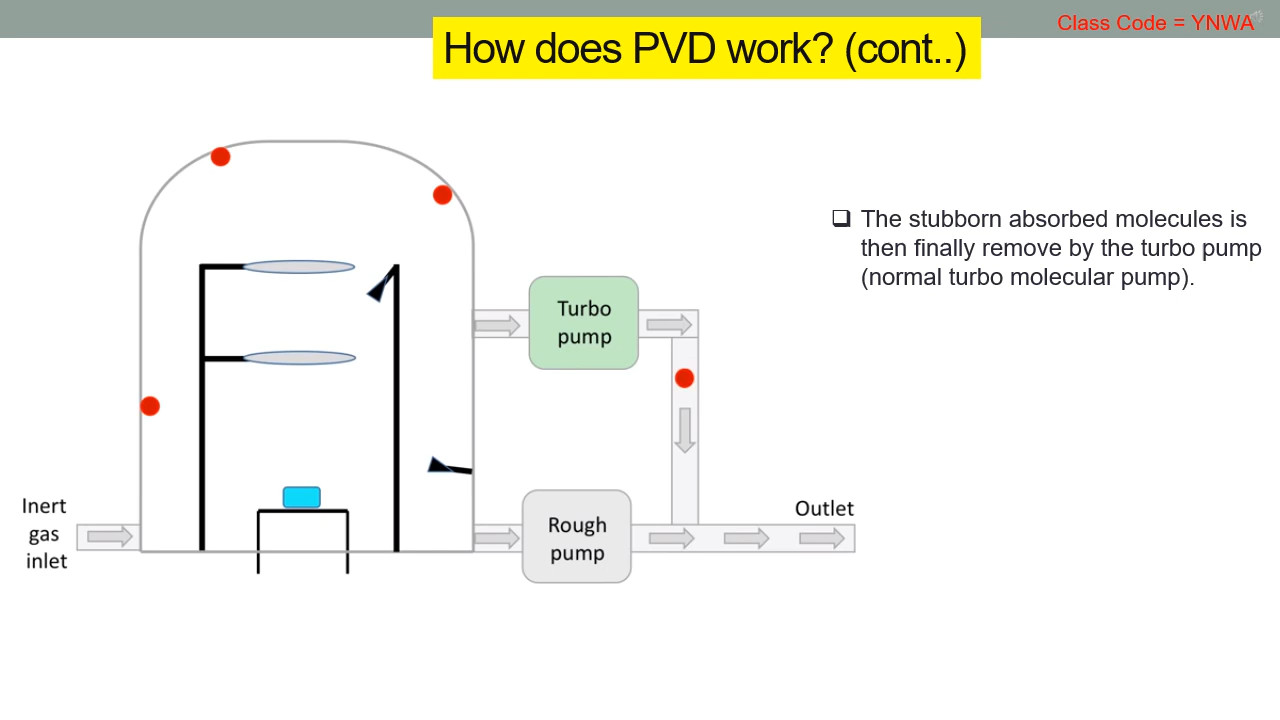 Class Code = YNWA
How does PVD work? (cont..)
❑ The stubborn absorbed molecules is
then finally remove by the turbo pump
(normal turbo molecular pump).
Turbo
pump
Inert
gas
inlet
Rough
pump
Outlet